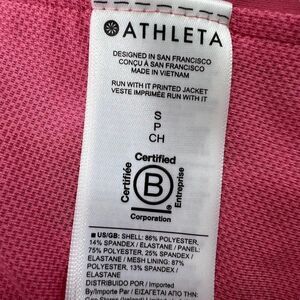 ATHLETA
DESIGNED IN SAN FRANCISCO
CONÇU À SAN FRANCISCO
MADE IN VIETNAM
RUN WITH IT PRINTED JACKET
VESTE IMPRIMÉE RUN WITH IT
S
P
CH
Certified
Certifiée
B
Entreprise
®
Corporation
■ US/GB: SHELL: 86% POLYESTER,
14% SPANDEX / ELASTANE / PANEL:
75% POLYESTER, 25% SPANDEX /
ELASTANE / MESH LINING: 87%
POLYESTER, 13% SPANDEX /
ELASTANE
DISTRIBUIDO POR / Imported
By/Importé Par / ΕΙΣΑΓΕΤΑΙ ΑΠΟ ΤΗΝ: